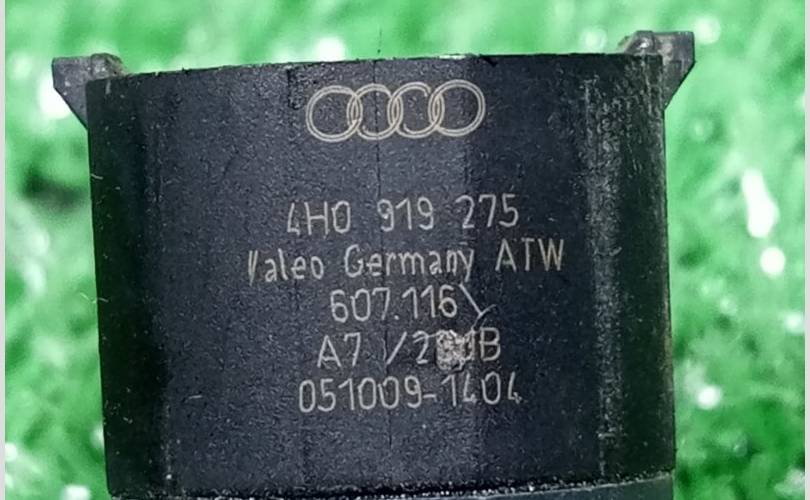 4H0 919 275
Valeo Germany ATW
607.116
A7
051009-1404